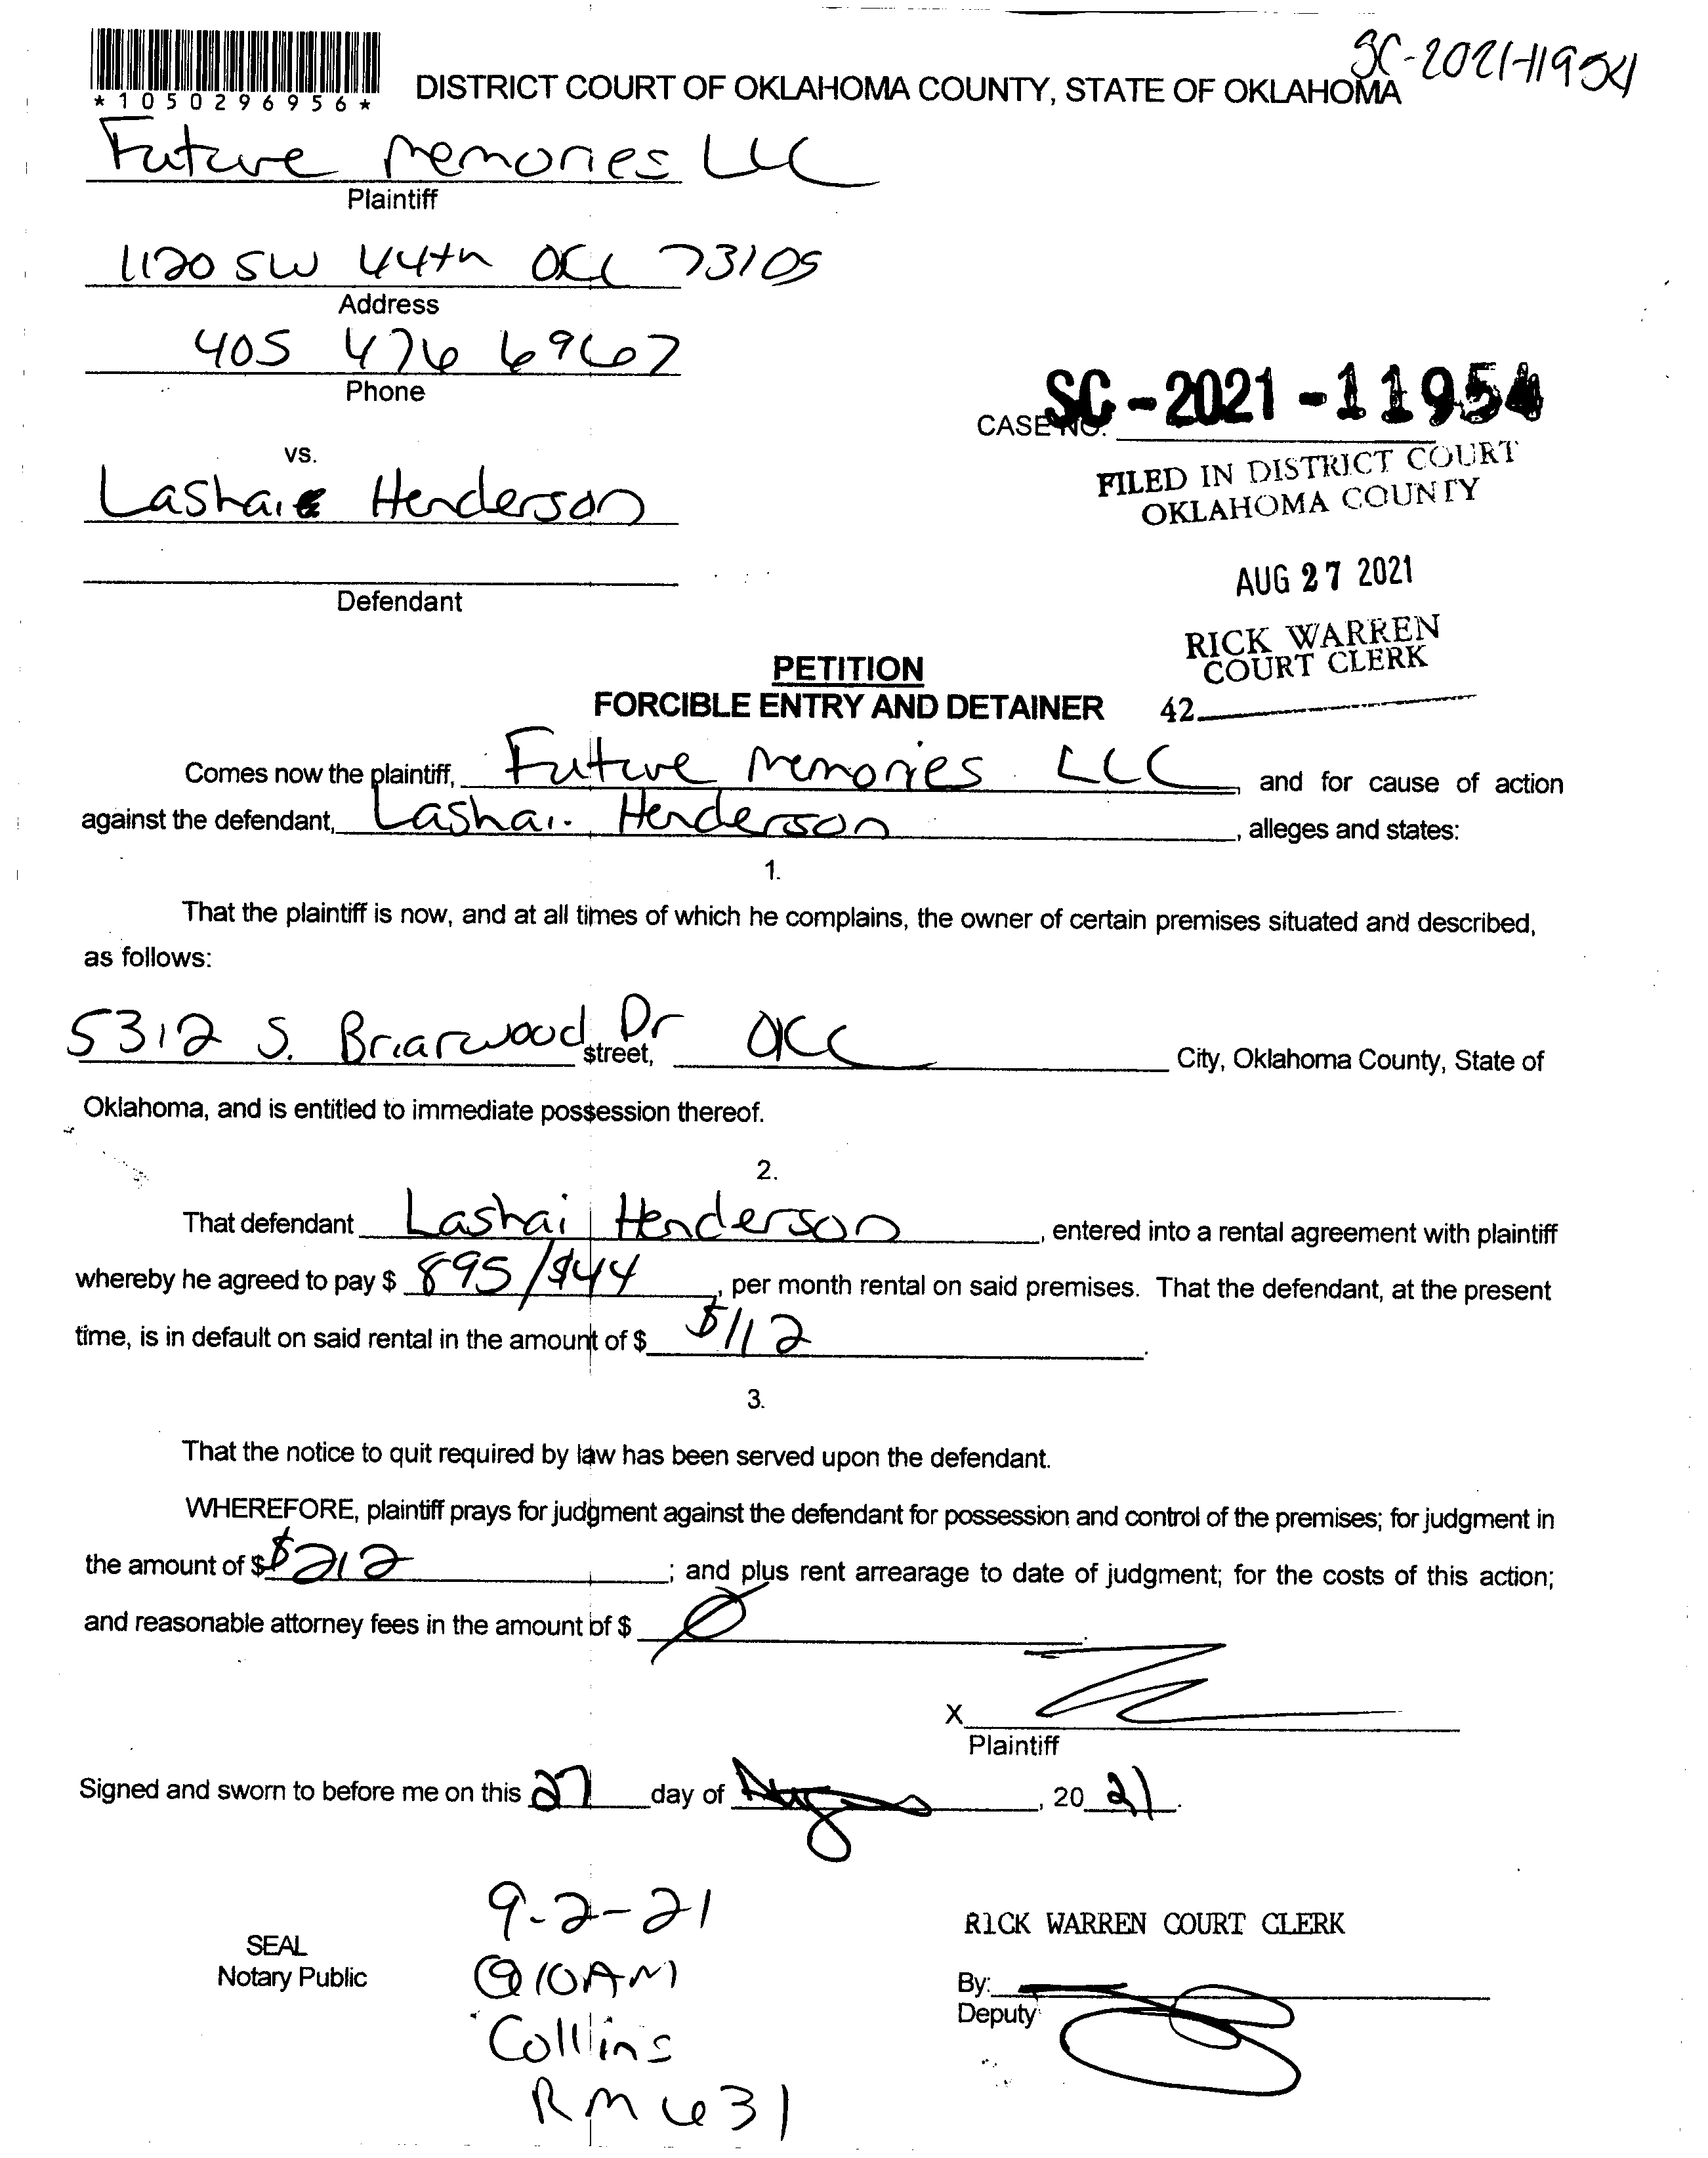 SC-2021-11954
*1050296956*
DISTRICT COURT OF OKLAHOMA COUNTY, STATE OF OKLAHOMA
Future Memories LLC
Plaintiff
1120 SW 44th OKC 73109
Address
405 476 6967
Phone
CASE NO. SC-2021-11954
FILED IN DISTRICT COURT
OKLAHOMA COUNTY
vs.
Lashai Henderson
AUG 27 2021
Defendant
RICK WARREN
COURT CLERK
42
PETITION
FORCIBLE ENTRY AND DETAINER
Comes now the plaintiff, Future Memories LLC, and for cause of action
against the defendant, Lashai Henderson, alleges and states:
1.
That the plaintiff is now, and at all times of which he complains, the owner of certain premises situated and described,
as follows:
5312 S. Briarwood Dr street, OKC City, Oklahoma County, State of
Oklahoma, and is entitled to immediate possession thereof.
2.
That defendant Lashai Henderson, entered into a rental agreement with plaintiff
whereby he agreed to pay $ 895/$44, per month rental on said premises. That the defendant, at the present
time, is in default on said rental in the amount of $ $112.
3.
That the notice to quit required by law has been served upon the defendant.
WHEREFORE, plaintiff prays for judgment against the defendant for possession and control of the premises; for judgment in
the amount of $ $212; and plus rent arrearage to date of judgment; for the costs of this action;
and reasonable attorney fees in the amount of $ Ø.
X
Plaintiff
Signed and sworn to before me on this 27 day of Aug, 20 21.
9-2-21
@10AM
Collins
RM 631
SEAL
Notary Public
RICK WARREN COURT CLERK
By:
Deputy